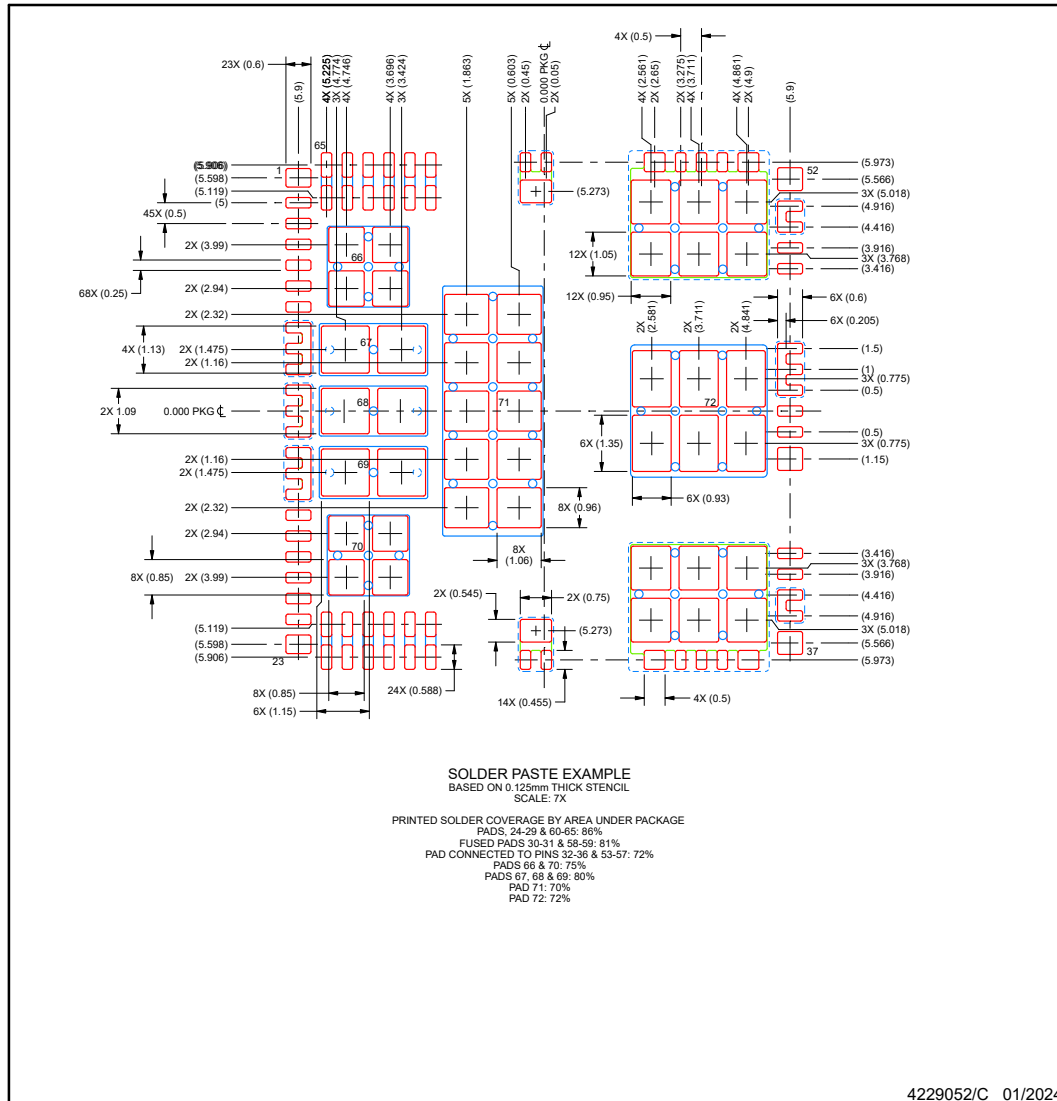 4X (0.5)
23X (0.6)
(5.9)
4X (5.225)
3X (4.774)
4X (4.746)
4X (3.696)
3X (3.424)
5X (1.863)
5X (0.603)
2X (0.45)
0.000 PKG ℄
2X (0.05)
4X (2.561)
2X (2.65)
2X (3.275)
4X (3.711)
4X (4.861)
2X (4.9)
(5.9)
65
(5.906)
1
(5.598)
(5.119)
(5)
45X (0.5)
2X (3.99)
66
68X (0.25)
2X (2.94)
2X (2.32)
4X (1.13)
2X (1.475)
67
2X (1.16)
2X 1.09
0.000 PKG ℄
68
71
2X (1.16)
69
2X (1.475)
2X (2.32)
8X (0.96)
2X (2.94)
70
8X
(1.06)
8X (0.85)
2X (3.99)
(5.119)
(5.598)
(5.906)
23
8X (0.85)
24X (0.588)
6X (1.15)
(5.273)
(5.973)
52
(5.566)
3X (5.018)
(4.916)
(4.416)
12X (1.05)
(3.916)
3X (3.768)
(3.416)
12X (0.95)
6X (0.6)
2X
(2.581)
2X
(3.711)
2X
(4.841)
6X (0.205)
(1.5)
(1)
3X (0.775)
(0.5)
72
(0.5)
6X (1.35)
3X (0.775)
(1.15)
6X (0.93)
(3.416)
3X (3.768)
(3.916)
(4.416)
2X (0.545)
2X (0.75)
(4.916)
3X (5.018)
(5.273)
(5.566)
37
(5.973)
14X (0.455)
4X (0.5)
SOLDER PASTE EXAMPLE
BASED ON 0.125mm THICK STENCIL
SCALE: 7X
PRINTED SOLDER COVERAGE BY AREA UNDER PACKAGE
PADS, 24-29 & 60-65: 86%
FUSED PADS 30-31 & 58-59: 81%
PAD CONNECTED TO PINS 32-36 & 53-57: 72%
PADS 66 & 70: 75%
PADS 67, 68 & 69: 80%
PAD 71: 70%
PAD 72: 72%
4229052/C 01/2024